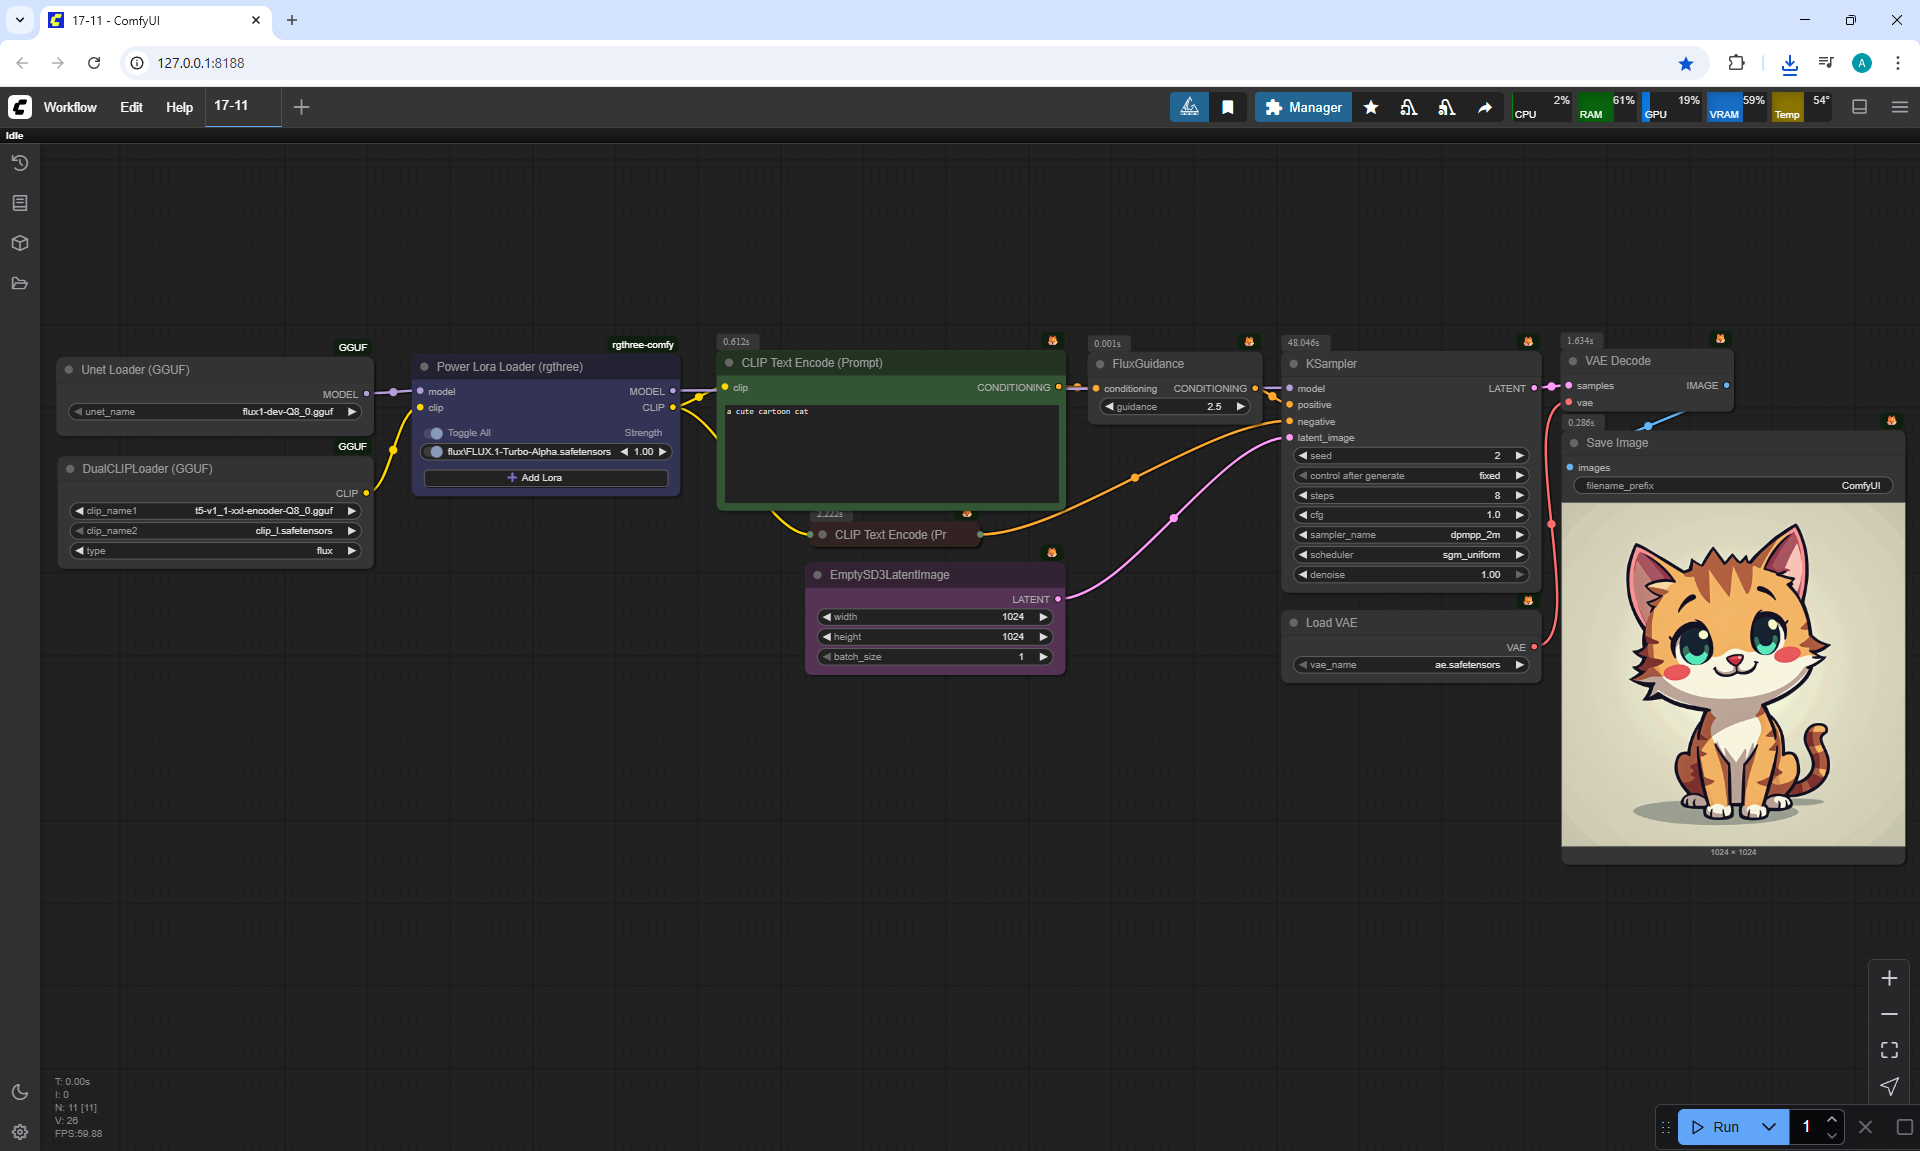 17-11 - ComfyUI
127.0.0.1:8188
A
Workflow Edit Help 17-11
Manager
CPU 2% RAM 61% GPU 19% VRAM 59% Temp 54°
Idle
GGUF
Unet Loader (GGUF)
MODEL
unet_name flux1-dev-Q8_0.gguf
GGUF
DualCLIPLoader (GGUF)
CLIP
clip_name1 t5-v1_1-xxl-encoder-Q8_0.gguf
clip_name2 clip_l.safetensors
type flux
rgthree-comfy
Power Lora Loader (rgthree)
model MODEL
clip CLIP
Toggle All Strength
flux\FLUX.1-Turbo-Alpha.safetensors 1.00
Add Lora
0.612s
CLIP Text Encode (Prompt)
clip CONDITIONING
a cute cartoon cat
2.222s
CLIP Text Encode (Pr
EmptySD3LatentImage
LATENT
width 1024
height 1024
batch_size 1
0.001s
FluxGuidance
conditioning CONDITIONING
guidance 2.5
48.046s
KSampler
model LATENT
positive
negative
latent_image
seed 2
control after generate fixed
steps 8
cfg 1.0
sampler_name dpmpp_2m
scheduler sgm_uniform
denoise 1.00
Load VAE
VAE
vae_name ae.safetensors
1.634s
VAE Decode
samples IMAGE
vae
0.286s
Save Image
images
filename_prefix ComfyUI
1024 × 1024
T: 0.00s
I: 0
N: 11 [11]
V: 26
FPS:59.88
Run 1